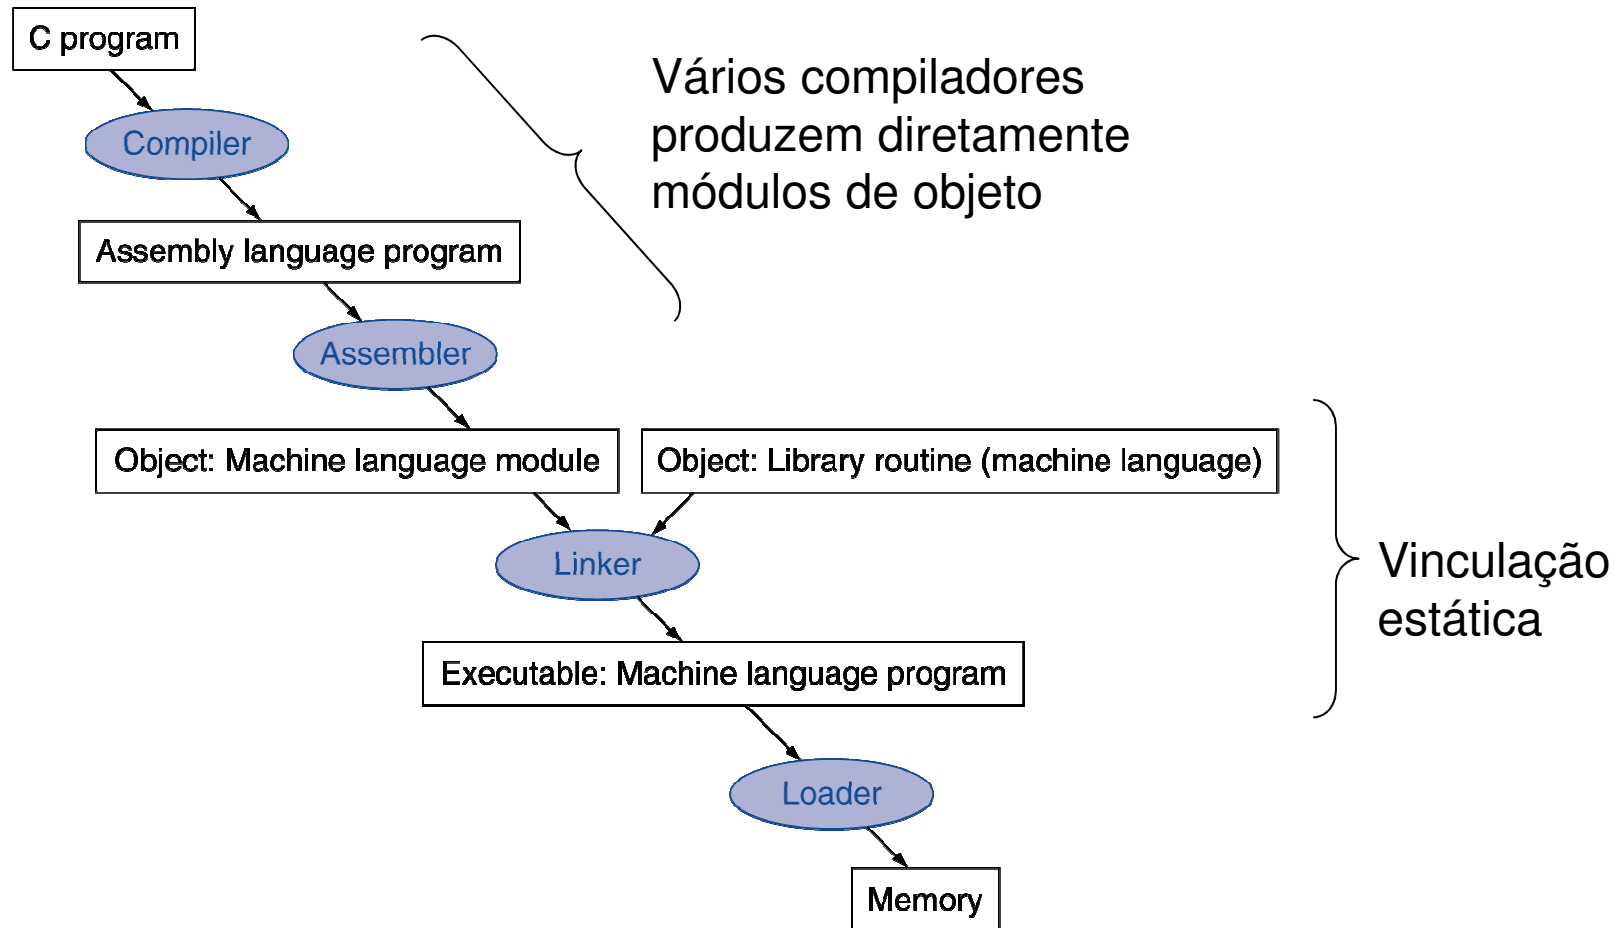 C program
Vários compiladores
produzem diretamente
módulos de objeto
Compiler
Assembly language program
Assembler
Object: Machine language module
Object: Library routine (machine language)
Linker
Vinculação
estática
Executable: Machine language program
Loader
Memory